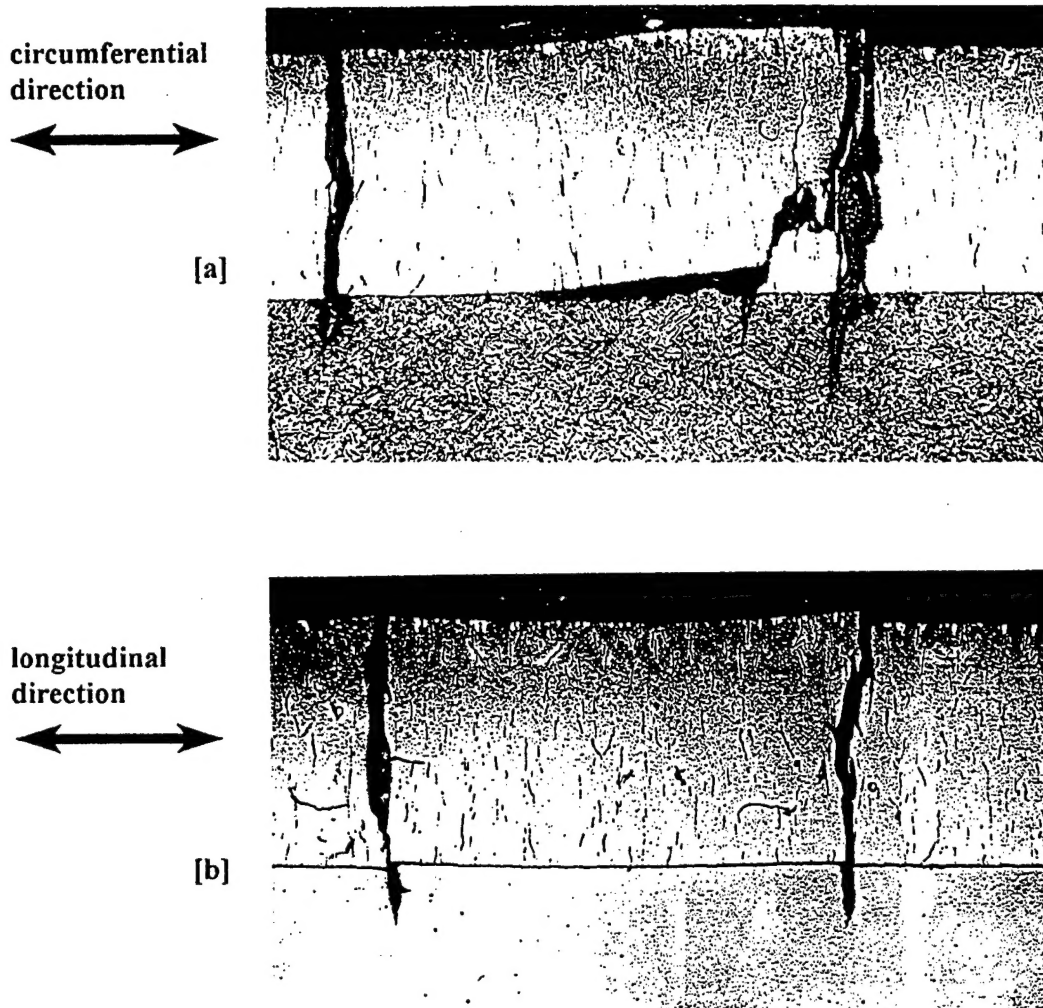 circumferential
direction
[a]
longitudinal
direction
[b]